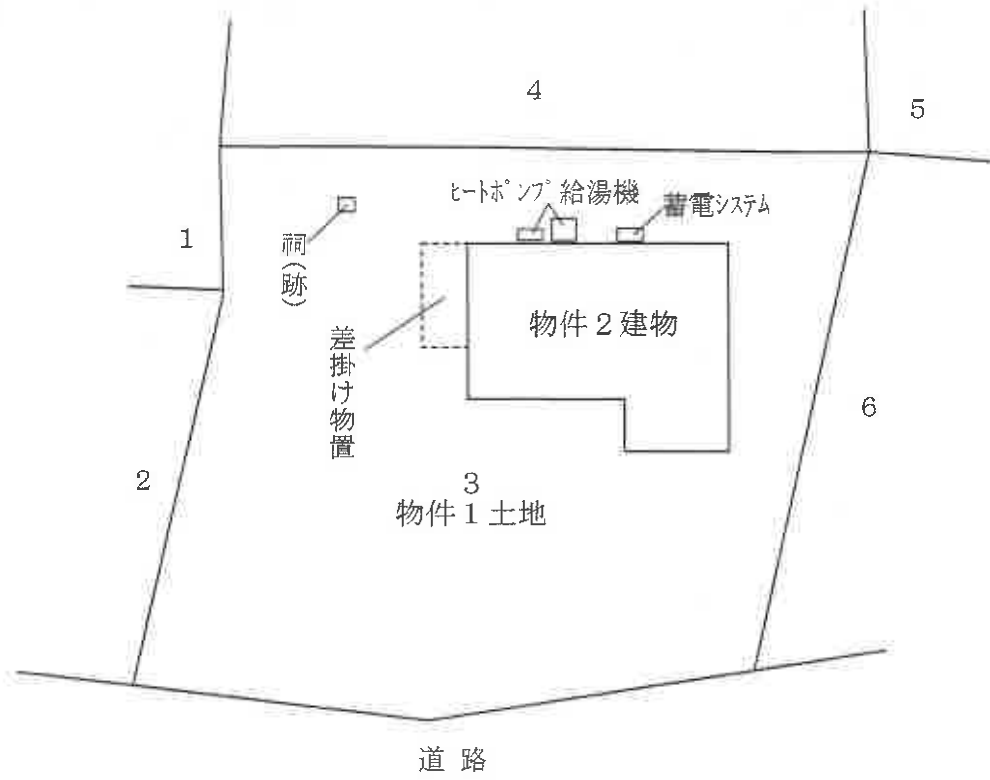 4
5
ﾋｰﾄﾎﾟﾝﾌﾟ給湯機
蓄電システム
1
祠(跡)
差掛け物置
物件２建物
6
2
3
物件１土地
道 路